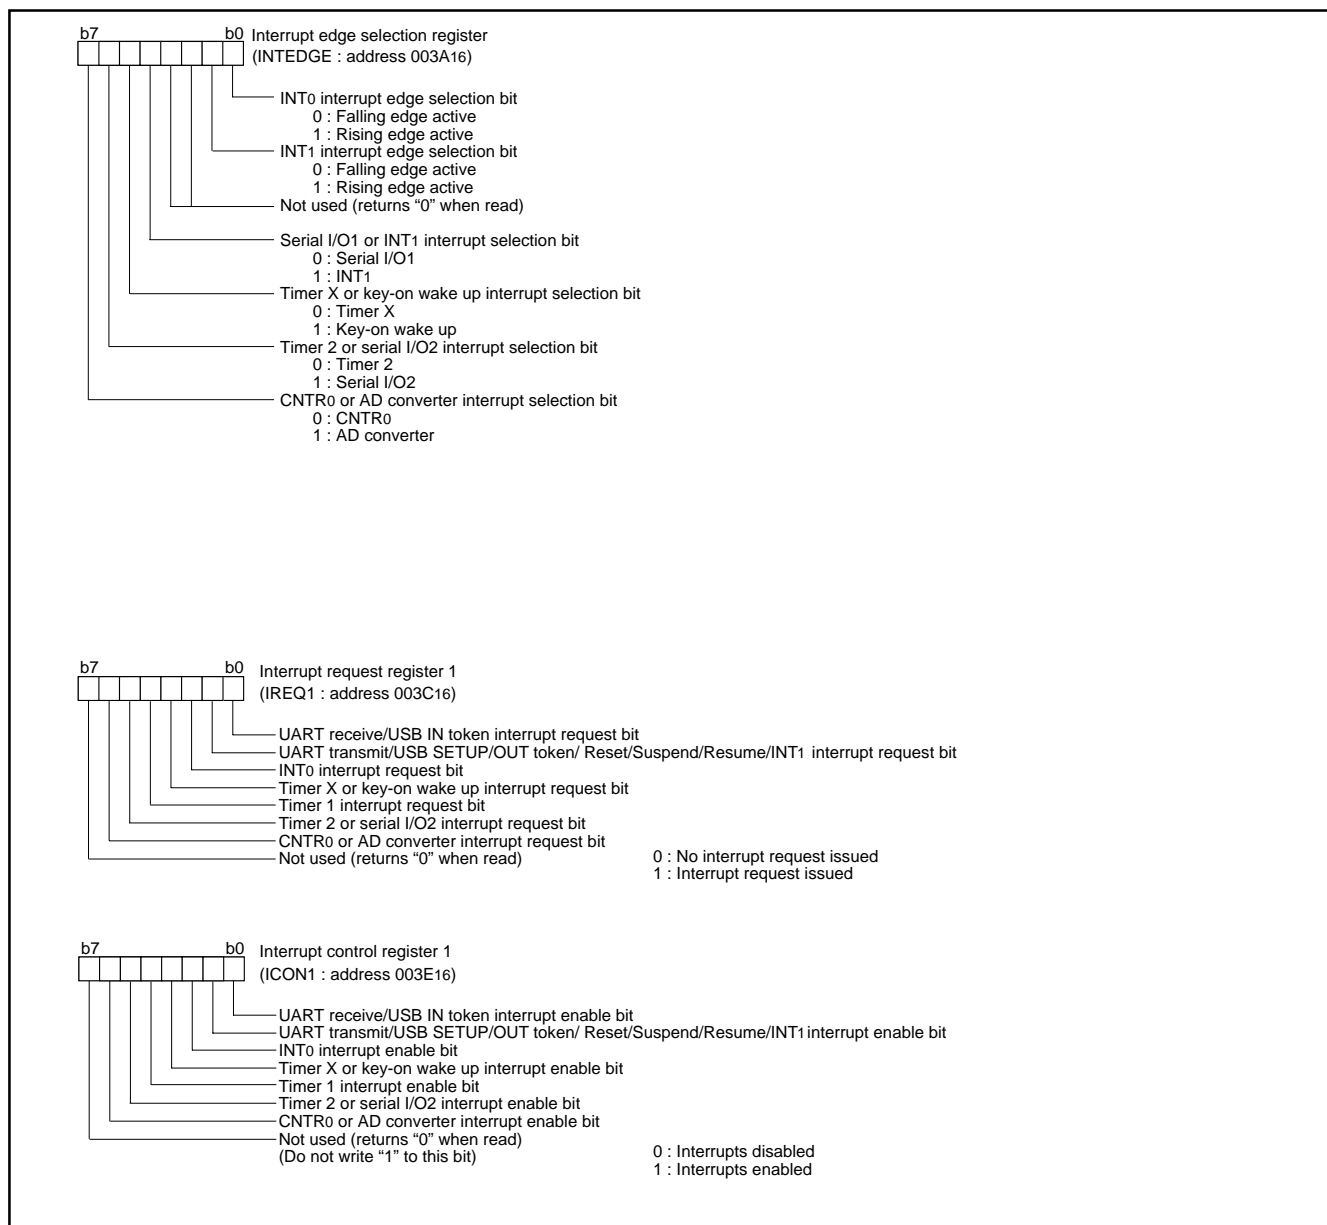 b7 b0 Interrupt edge selection register
(INTEDGE : address 003A16)
INT0 interrupt edge selection bit
0 : Falling edge active
1 : Rising edge active
INT1 interrupt edge selection bit
0 : Falling edge active
1 : Rising edge active
Not used (returns “0” when read)
Serial I/O1 or INT1 interrupt selection bit
0 : Serial I/O1
1 : INT1
Timer X or key-on wake up interrupt selection bit
0 : Timer X
1 : Key-on wake up
Timer 2 or serial I/O2 interrupt selection bit
0 : Timer 2
1 : Serial I/O2
CNTR0 or AD converter interrupt selection bit
0 : CNTR0
1 : AD converter
b7 b0 Interrupt request register 1
(IREQ1 : address 003C16)
UART receive/USB IN token interrupt request bit
UART transmit/USB SETUP/OUT token/ Reset/Suspend/Resume/INT1 interrupt request bit
INT0 interrupt request bit
Timer X or key-on wake up interrupt request bit
Timer 1 interrupt request bit
Timer 2 or serial I/O2 interrupt request bit
CNTR0 or AD converter interrupt request bit
Not used (returns “0” when read)
0 : No interrupt request issued
1 : Interrupt request issued
b7 b0 Interrupt control register 1
(ICON1 : address 003E16)
UART receive/USB IN token interrupt enable bit
UART transmit/USB SETUP/OUT token/ Reset/Suspend/Resume/INT1 interrupt enable bit
INT0 interrupt enable bit
Timer X or key-on wake up interrupt enable bit
Timer 1 interrupt enable bit
Timer 2 or serial I/O2 interrupt enable bit
CNTR0 or AD converter interrupt enable bit
Not used (returns “0” when read)
(Do not write “1” to this bit)
0 : Interrupts disabled
1 : Interrupts enabled